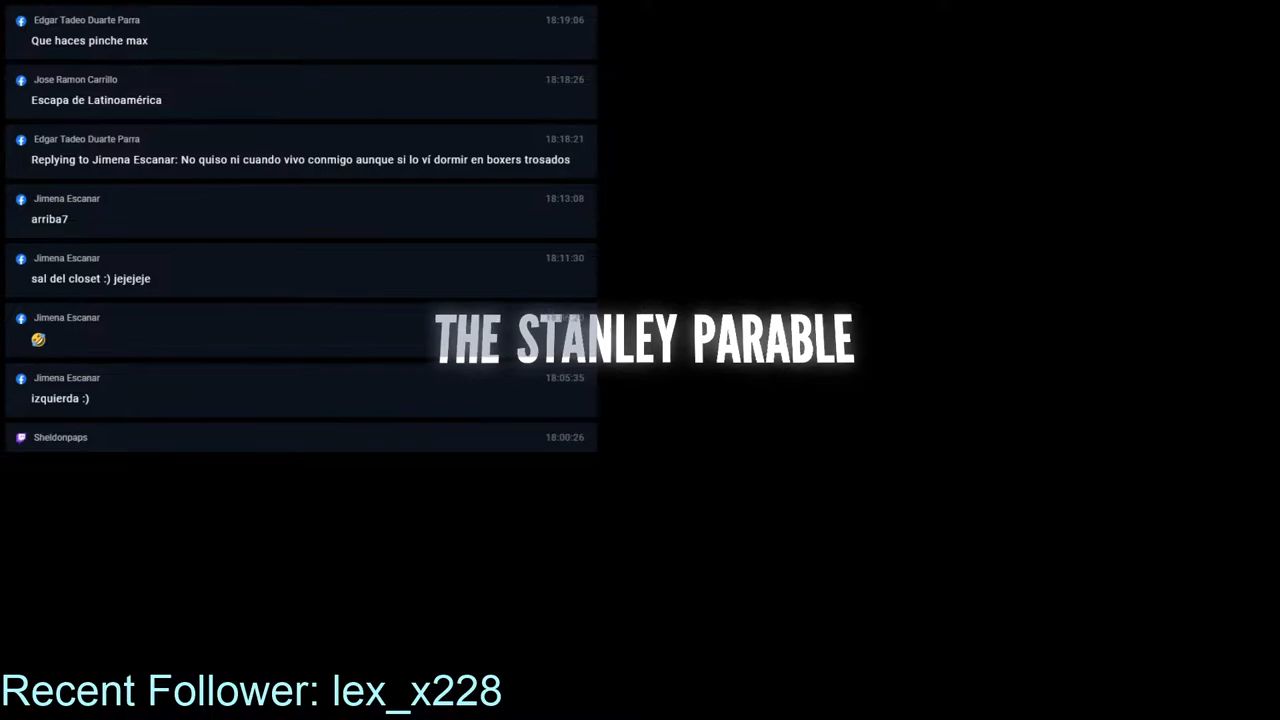 Edgar Tadeo Duarte Parra 18:19:06
Que haces pinche max
Jose Ramon Carrillo 18:18:26
Escapa de Latinoamérica
Edgar Tadeo Duarte Parra 18:18:21
Replying to Jimena Escanar: No quiso ni cuando vivo conmigo aunque si lo ví dormir en boxers trosados
Jimena Escanar 18:13:08
arriba7
Jimena Escanar 18:11:30
sal del closet :) jejejeje
Jimena Escanar
🤣
THE STANLEY PARABLE
Jimena Escanar 18:05:35
izquierda :)
Sheldonpaps 18:00:26
Recent Follower: lex_x228